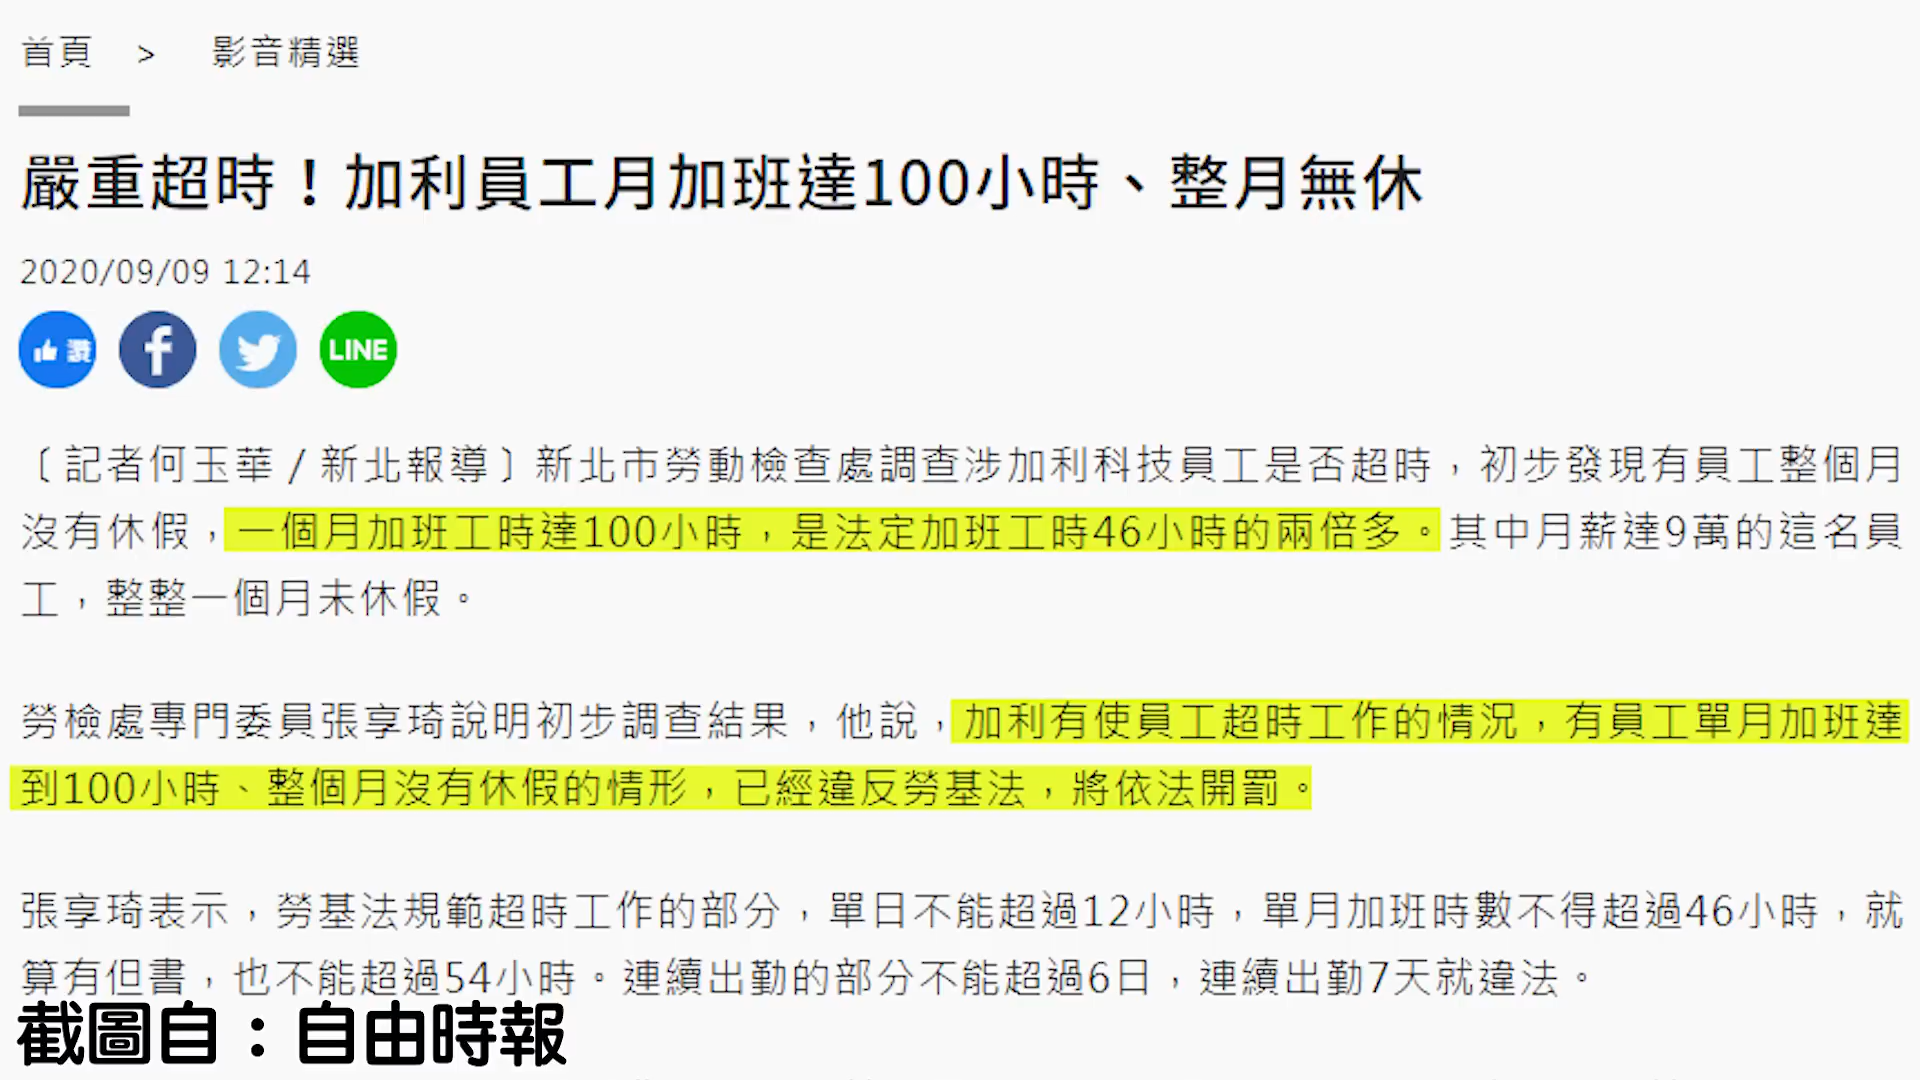 首頁 > 影音精選
嚴重超時！加利員工月加班達100小時、整月無休
2020/09/09 12:14
讚 LINE
〔記者何玉華／新北報導〕新北市勞動檢查處調查涉加利科技員工是否超時，初步發現有員工整個月
沒有休假，一個月加班工時達100小時，是法定加班工時46小時的兩倍多。其中月薪達9萬的這名員
工，整整一個月未休假。
勞檢處專門委員張享琦說明初步調查結果，他說，加利有使員工超時工作的情況，有員工單月加班達
到100小時、整個月沒有休假的情形，已經違反勞基法，將依法開罰。
張享琦表示，勞基法規範超時工作的部分，單日不能超過12小時，單月加班時數不得超過46小時，就
算有但書，也不能超過54小時。連續出勤的部分不能超過6日，連續出勤7天就違法。
截圖自：自由時報